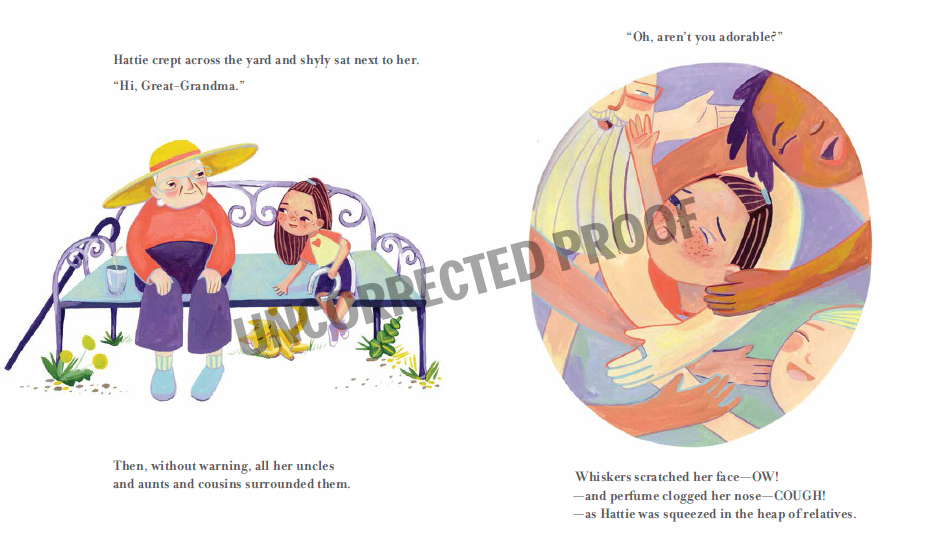 Hattie crept across the yard and shyly sat next to her.
“Hi, Great-Grandma.”
Then, without warning, all her uncles
and aunts and cousins surrounded them.
“Oh, aren’t you adorable?”
Whiskers scratched her face—OW!
—and perfume clogged her nose—COUGH!
—as Hattie was squeezed in the heap of relatives.
UNCORRECTED PROOF